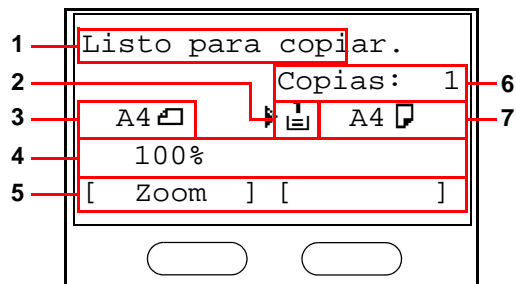 1 Listo para copiar.
2 Copias: 1 6
3 A4 A4 7
4 100%
5 [ Zoom ] [ ]